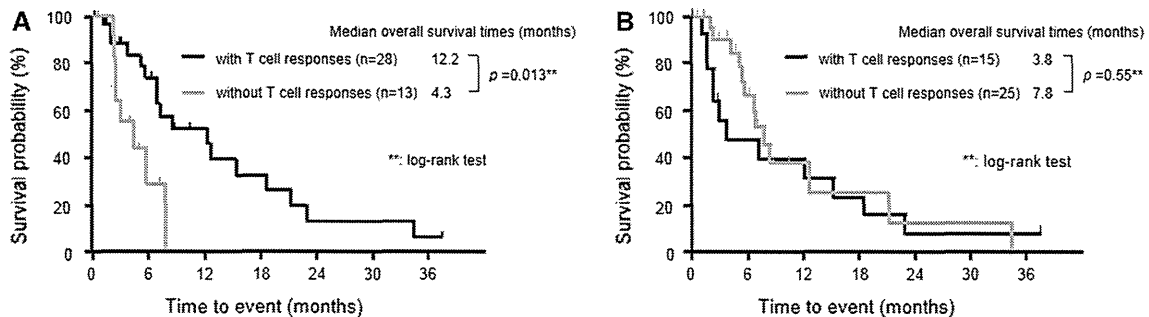 A
Survival probability (%)
100
80
60
40
20
0
0 6 12 18 24 30 36
Time to event (months)
Median overall survival times (months)
with T cell responses (n=28) 12.2
without T cell responses (n=13) 4.3
p =0.013**
**: log-rank test
B
Survival probability (%)
100
80
60
40
20
0
0 6 12 18 24 30 36
Time to event (months)
Median overall survival times (months)
with T cell responses (n=15) 3.8
without T cell responses (n=25) 7.8
p =0.55**
**: log-rank test